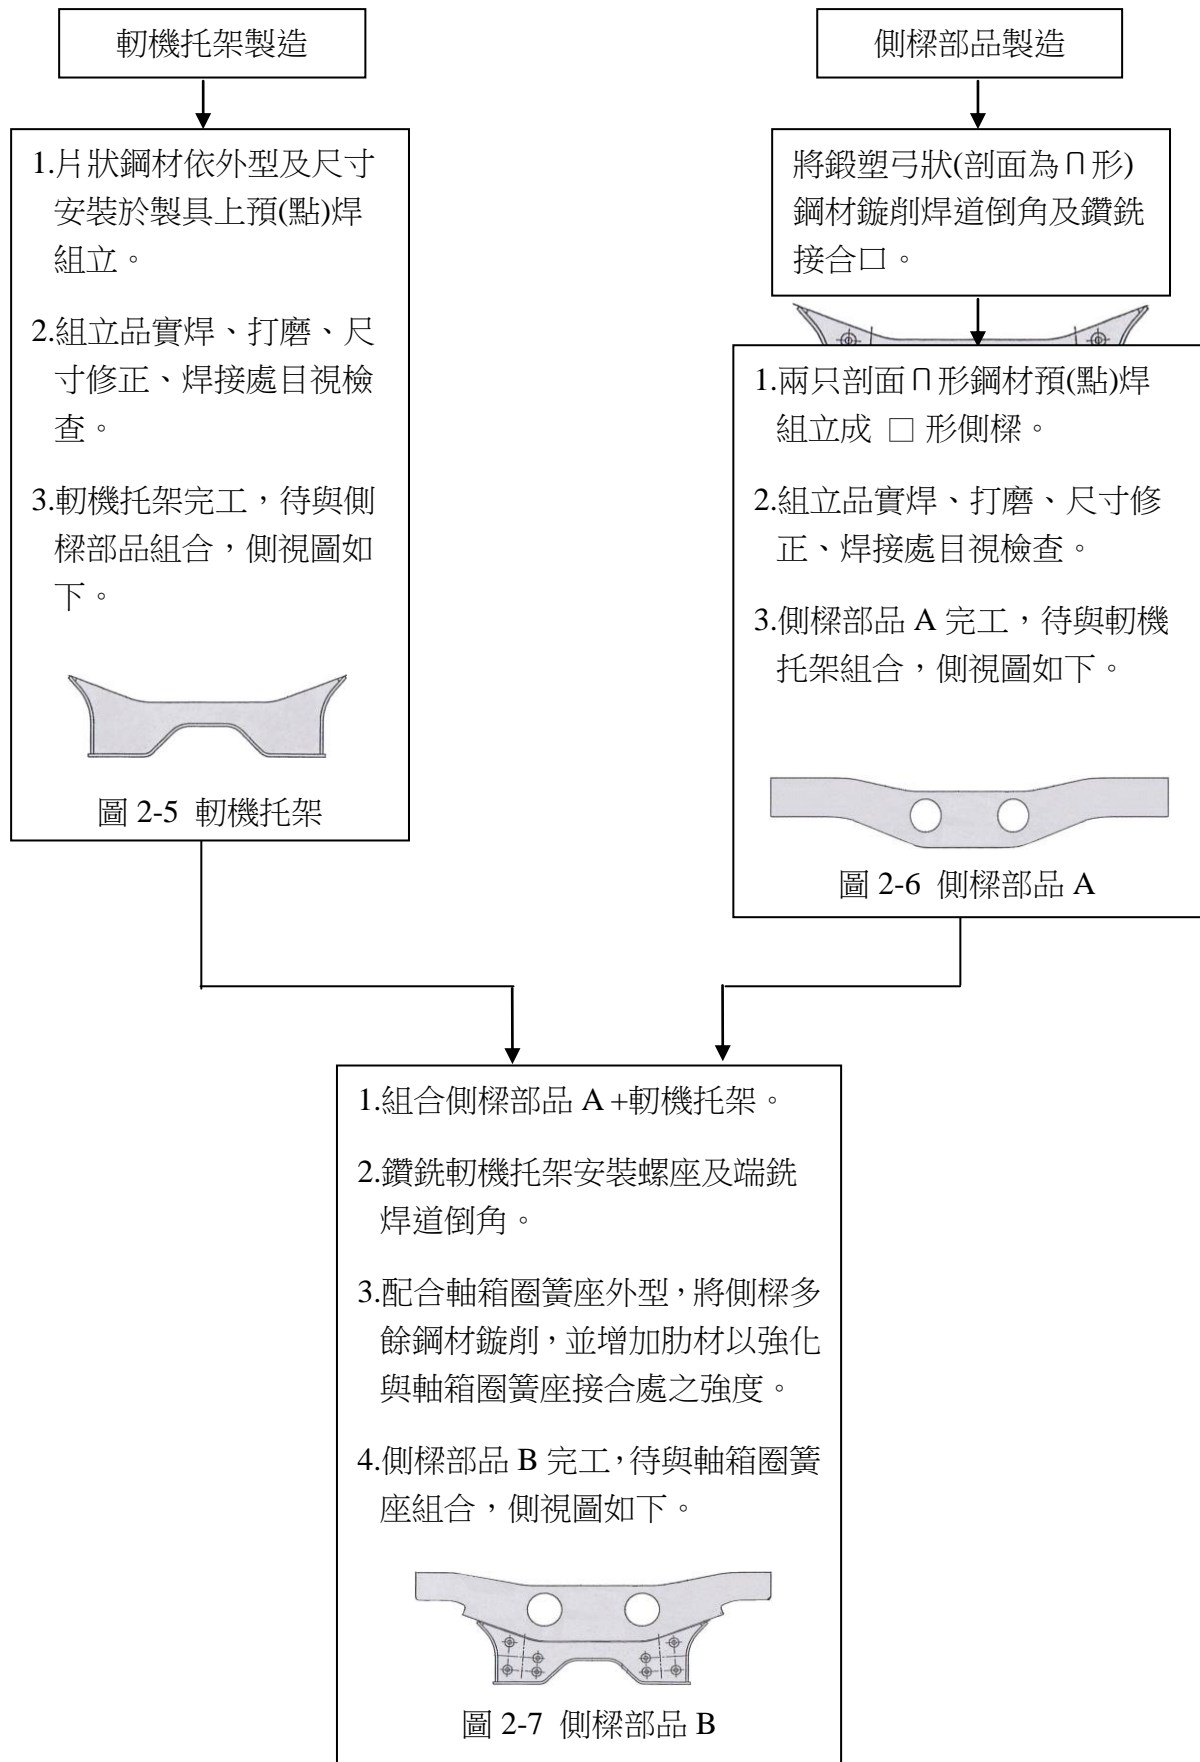 軔機托架製造
1.片狀鋼材依外型及尺寸
安裝於製具上預(點)焊
組立。
2.組立品實焊、打磨、尺
寸修正、焊接處目視檢
查。
3.軔機托架完工，待與側
樑部品組合，側視圖如
下。
圖 2-5 軔機托架
側樑部品製造
將鍛塑弓狀(剖面為ㄇ形)
鋼材鏇削焊道倒角及鑽銑
接合口。
1.兩只剖面ㄇ形鋼材預(點)焊
組立成 □ 形側樑。
2.組立品實焊、打磨、尺寸修
正、焊接處目視檢查。
3.側樑部品 A 完工，待與軔機
托架組合，側視圖如下。
圖 2-6 側樑部品 A
1.組合側樑部品 A+軔機托架。
2.鑽銑軔機托架安裝螺座及端銑
焊道倒角。
3.配合軸箱圈簧座外型，將側樑多
餘鋼材鏇削，並增加肋材以強化
與軸箱圈簧座接合處之強度。
4.側樑部品 B 完工，待與軸箱圈簧
座組合，側視圖如下。
圖 2-7 側樑部品 B